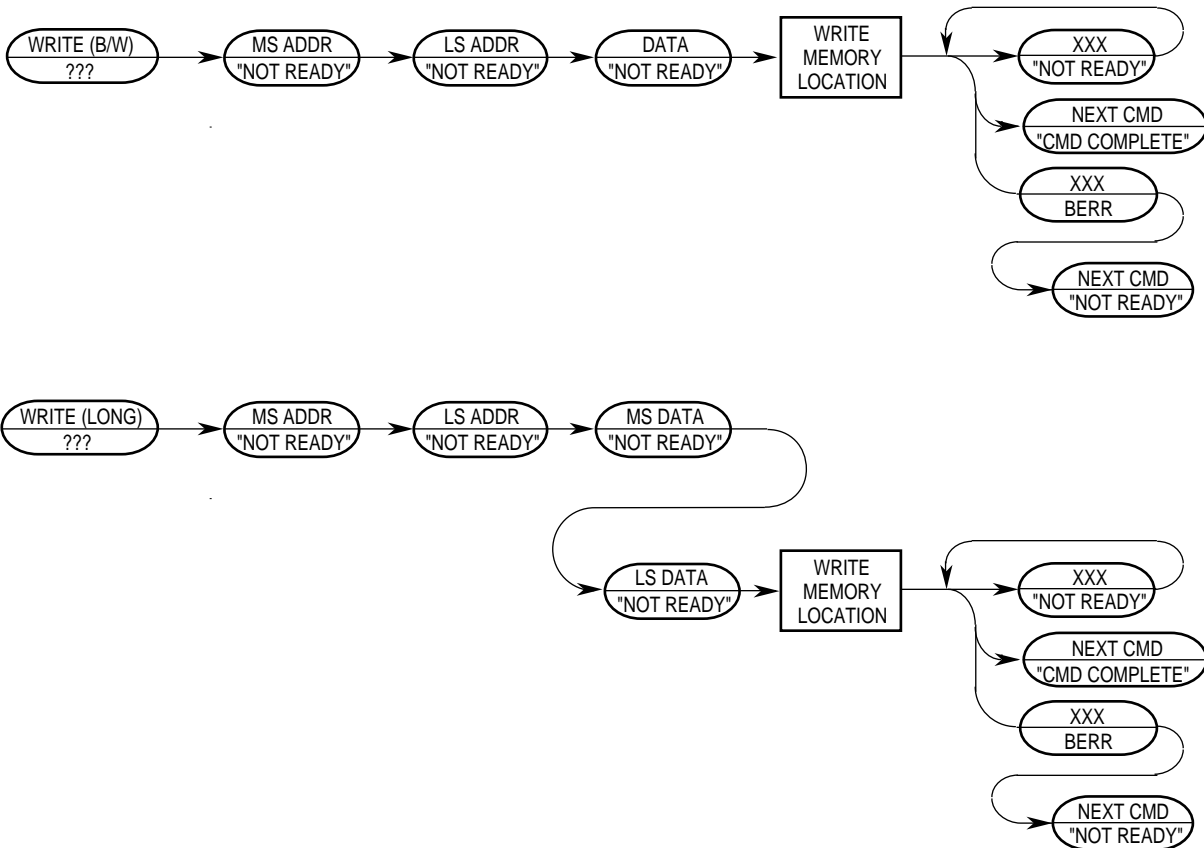 WRITE (B/W)
???
MS ADDR
"NOT READY"
LS ADDR
"NOT READY"
DATA
"NOT READY"
WRITE
MEMORY
LOCATION
XXX
"NOT READY"
NEXT CMD
"CMD COMPLETE"
XXX
BERR
NEXT CMD
"NOT READY"
WRITE (LONG)
???
MS ADDR
"NOT READY"
LS ADDR
"NOT READY"
MS DATA
"NOT READY"
LS DATA
"NOT READY"
WRITE
MEMORY
LOCATION
XXX
"NOT READY"
NEXT CMD
"CMD COMPLETE"
XXX
BERR
NEXT CMD
"NOT READY"